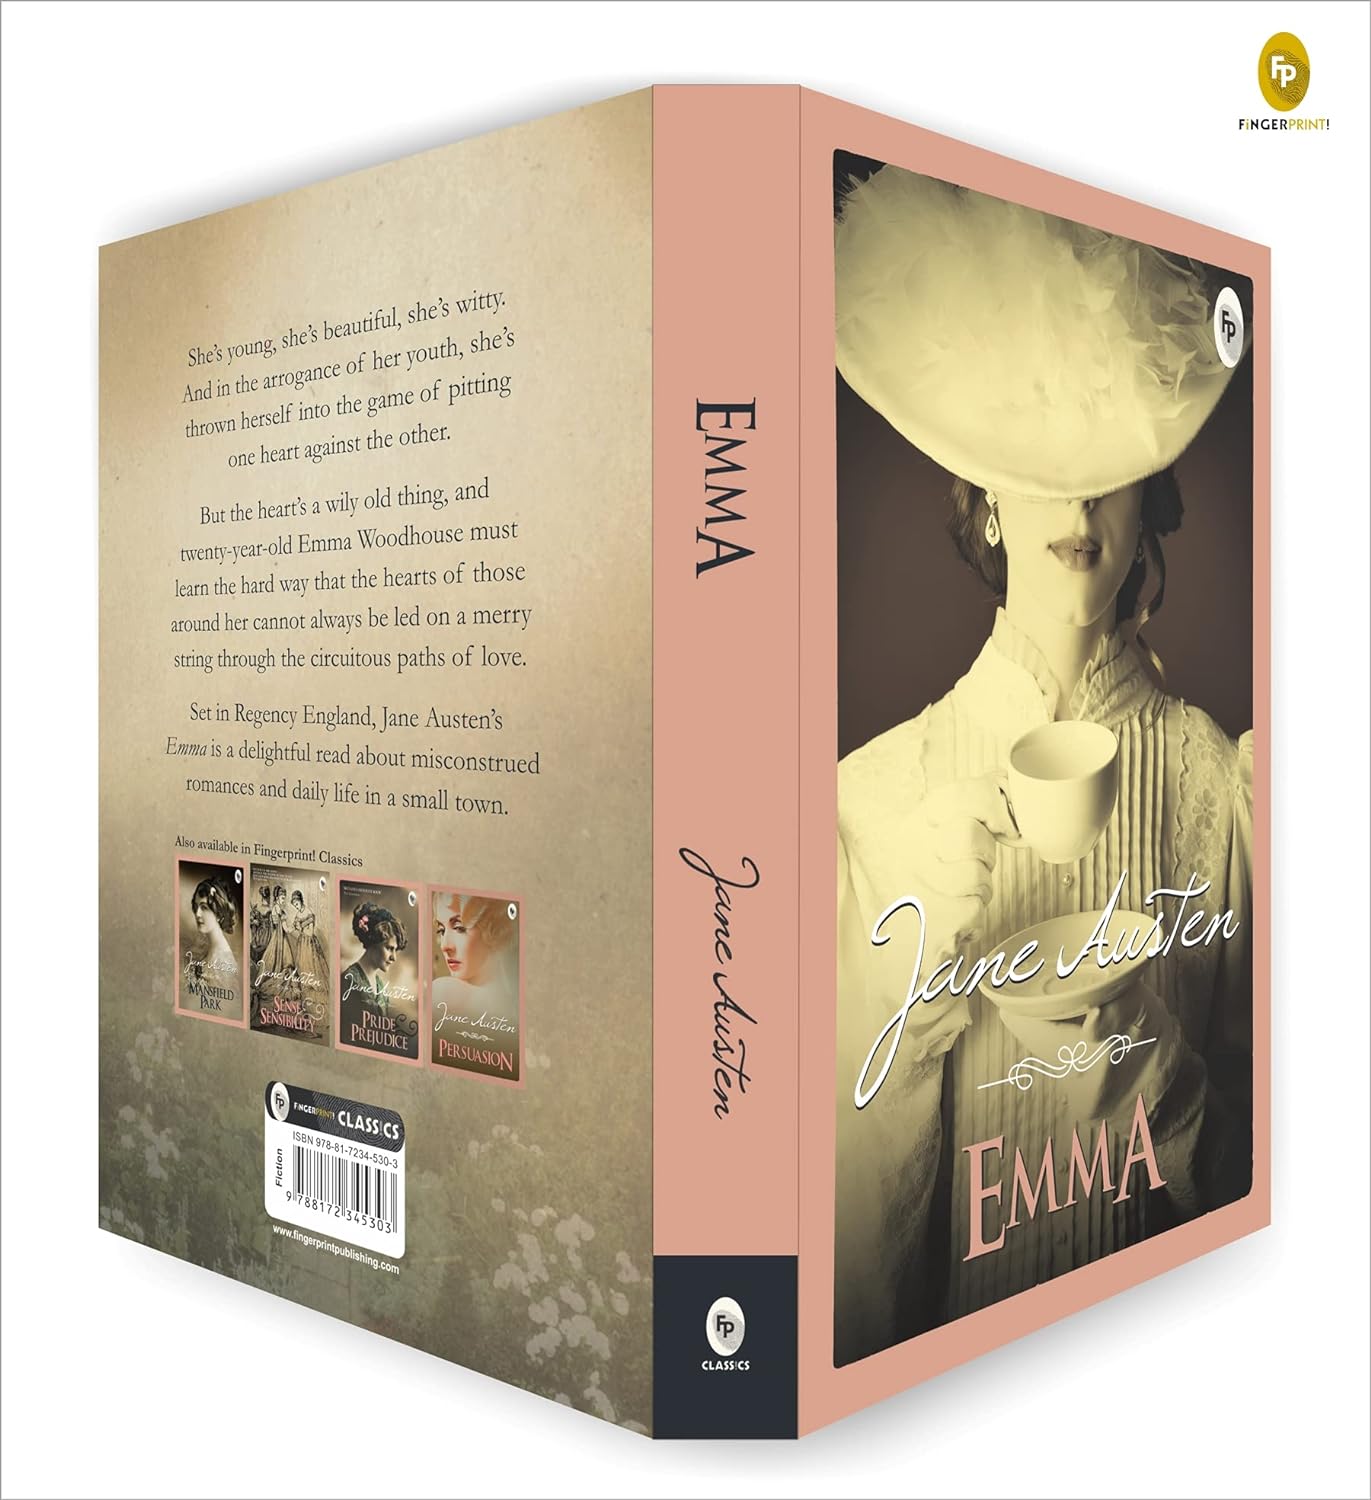 FP
FiNGERPRINT!
She's young, she's beautiful, she's witty.
And in the arrogance of her youth, she's
thrown herself into the game of pitting
one heart against the other.
But the heart's a wily old thing, and
twenty-year-old Emma Woodhouse must
learn the hard way that the hearts of those
around her cannot always be led on a merry
string through the circuitous paths of love.
Set in Regency England, Jane Austen's
Emma is a delightful read about misconstrued
romances and daily life in a small town.
Also available in Fingerprint! Classics
Jane Austen
MANSFIELD
PARK
Jane Austen
SENSE
SENSIBILITY
Jane Austen
PRIDE
PREJUDICE
Jane Austen
PERSUASION
FP FiNGERPRINT! CLASS!CS
ISBN 978-81-7234-530-3
Fiction
9 788172 345303
www.fingerprintpublishing.com
EMMA
Jane Austen
FP
CLASS!CS
FP
Jane Austen
EMMA